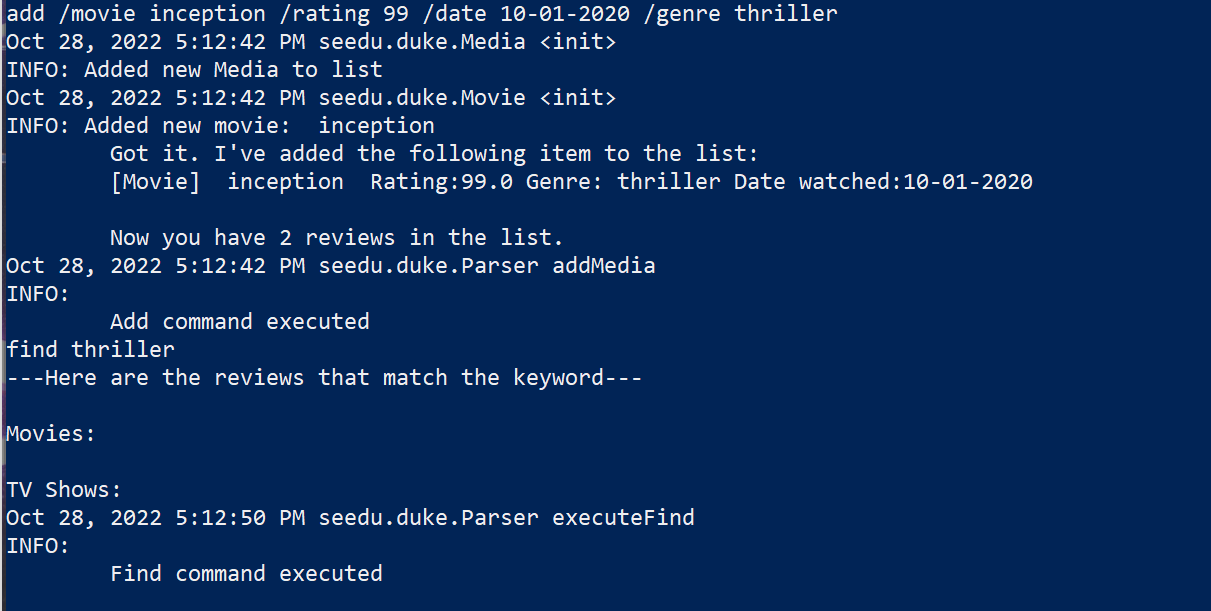 add /movie inception /rating 99 /date 10-01-2020 /genre thriller
Oct 28, 2022 5:12:42 PM seedu.duke.Media <init>
INFO: Added new Media to list
Oct 28, 2022 5:12:42 PM seedu.duke.Movie <init>
INFO: Added new movie:  inception
        Got it. I've added the following item to the list:
        [Movie]  inception  Rating:99.0 Genre: thriller Date watched:10-01-2020
        Now you have 2 reviews in the list.
Oct 28, 2022 5:12:42 PM seedu.duke.Parser addMedia
INFO:
        Add command executed
find thriller
---Here are the reviews that match the keyword---
Movies:
TV Shows:
Oct 28, 2022 5:12:50 PM seedu.duke.Parser executeFind
INFO:
        Find command executed